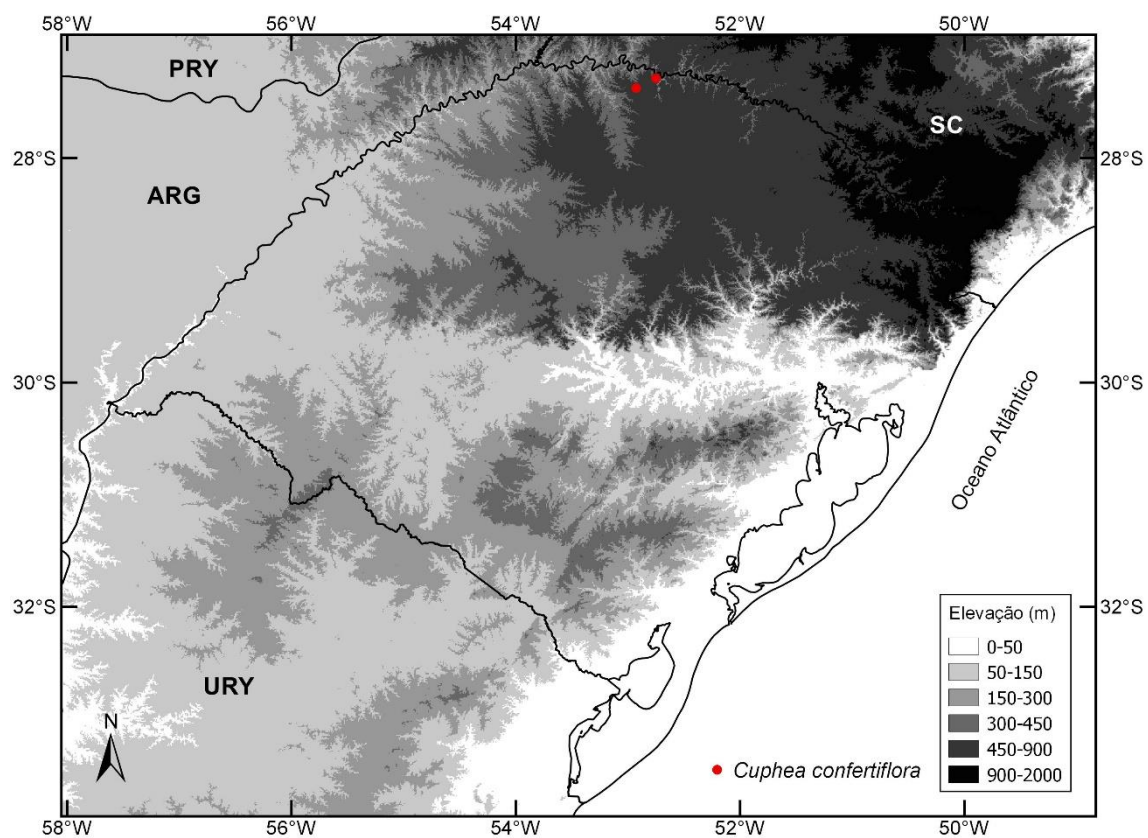 58°W 56°W 54°W 52°W 50°W
PRY
SC
28°S 28°S
ARG
30°S 30°S
Oceano Atlântico
32°S 32°S
Elevação (m)
0-50
50-150
150-300
300-450
450-900
900-2000
URY
N
Cuphea confertiflora
58°W 56°W 54°W 52°W 50°W